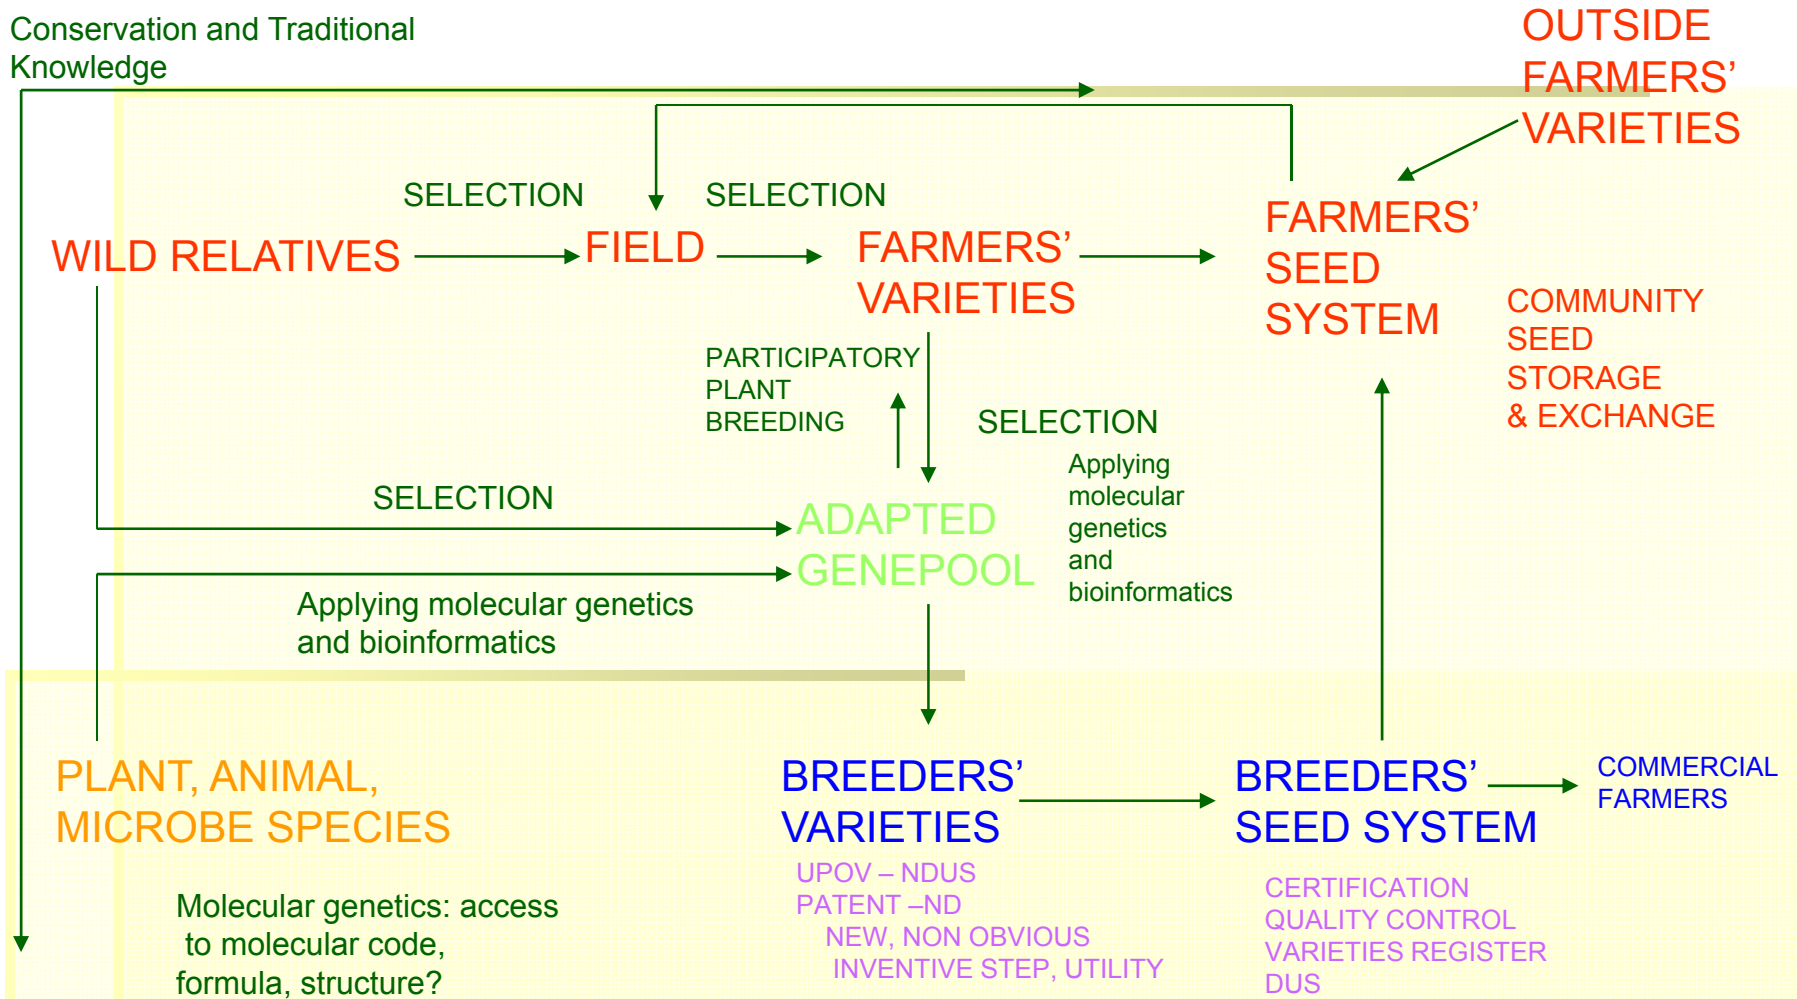 Conservation and Traditional
Knowledge
OUTSIDE
FARMERS’
VARIETIES
SELECTION
SELECTION
WILD RELATIVES
FIELD
FARMERS’
VARIETIES
FARMERS’
SEED
SYSTEM
COMMUNITY
SEED
STORAGE
& EXCHANGE
PARTICIPATORY
PLANT
BREEDING
SELECTION
Applying
molecular
genetics
and
bioinformatics
SELECTION
ADAPTED
GENEPOOL
Applying molecular genetics
and bioinformatics
PLANT, ANIMAL,
MICROBE SPECIES
BREEDERS’
VARIETIES
BREEDERS’
SEED SYSTEM
COMMERCIAL
FARMERS
UPOV – NDUS
PATENT –ND
NEW, NON OBVIOUS
INVENTIVE STEP, UTILITY
CERTIFICATION
QUALITY CONTROL
VARIETIES REGISTER
DUS
Molecular genetics: access
to molecular code,
formula, structure?